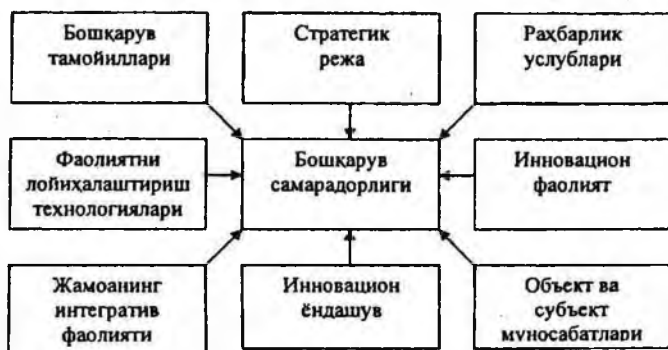 Бошқарув
тамойиллари
Стратегик
режа
Раҳбарлик
услублари
Фаолиятни
лойиҳалаштириш
технологиялари
Бошқарув
самарадорлиги
Инновацион
фаолият
Жамоанинг
интегратив
фаолияти
Инновацион
ёндашув
Объект ва
субъект
муносабатлари